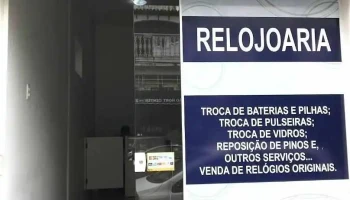 RELOJOARIA
TROCA DE BATERIAS E PILHAS;
TROCA DE PULSEIRAS;
TROCA DE VIDROS;
REPOSIÇÃO DE PINOS E,
OUTROS SERVIÇOS...
VENDA DE RELÓGIOS ORIGINAIS.